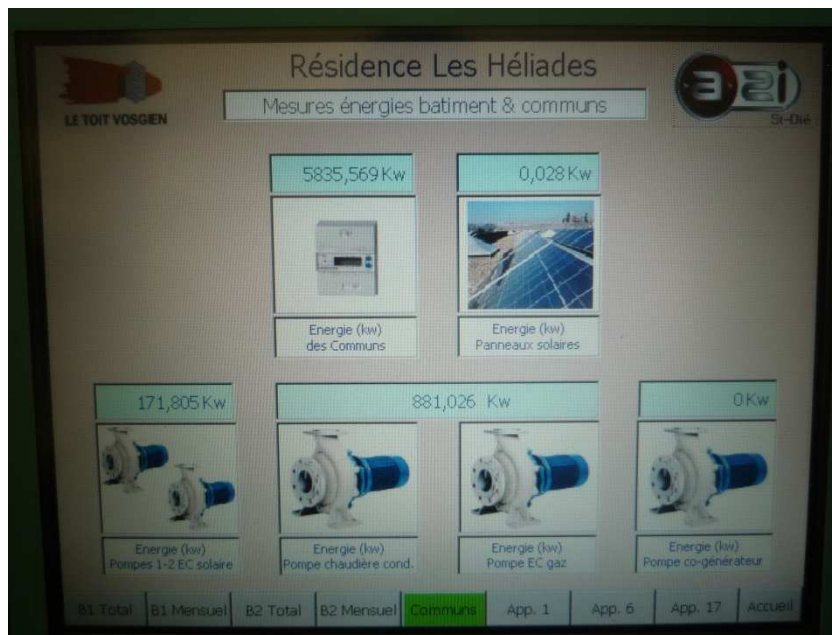 Résidence Les Héliades
LE TOIT VOSGIEN
Mesures énergies batiment & communs
a2i
St-Dié
5835,569 Kw
0,028 Kw
Energie (kw)
des Communs
Energie (kw)
Panneaux solaires
171,805 Kw
881,026 Kw
0 Kw
Energie (kw)
Pompes 1-2 EC solaire
Energie (kw)
Pompe chaudière cond.
Energie (kw)
Pompe EC gaz
Energie (kw)
Pompe co-générateur
B1 Total B1 Mensuel B2 Total B2 Mensuel Communs App. 1 App. 6 App. 17 Accueil